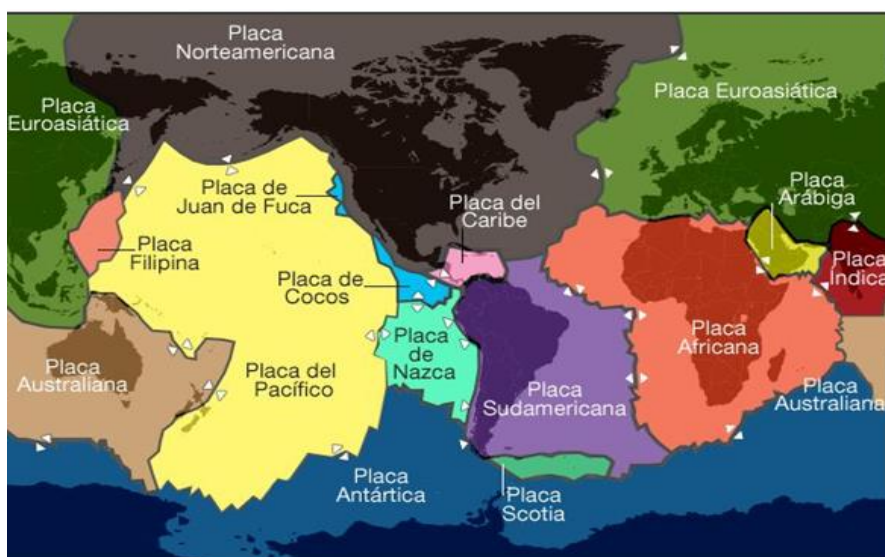 Placa
Norteamericana
Placa
Euroasiática
Placa Euroasiática
Placa de
Juan de Fuca
Placa del
Caribe
Placa
Arábiga
Placa
Filipina
Placa
Índica
Placa de
Cocos
Placa
de
Nazca
Placa
Africana
Placa
Australiana
Placa del
Pacífico
Placa
Sudamericana
Placa
Australiana
Placa
Antártica
Placa
Scotia